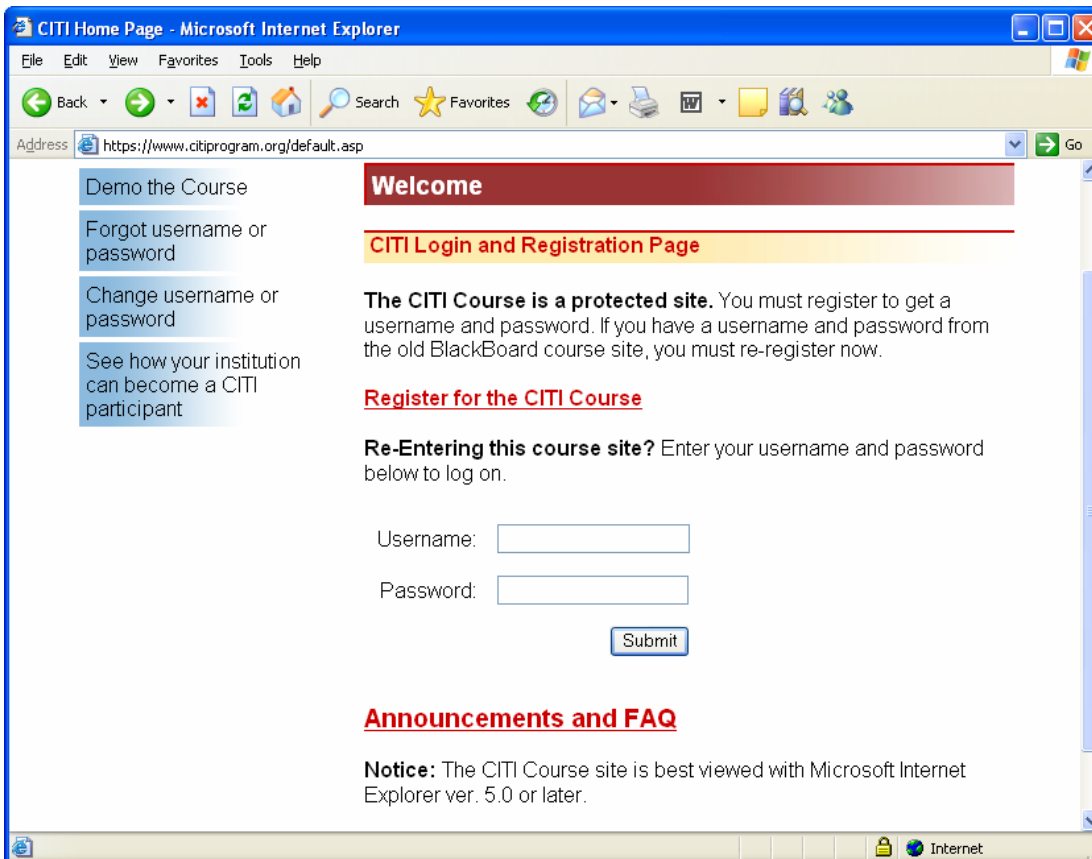 CITI Home Page - Microsoft Internet Explorer
File Edit View Favorites Tools Help
Back Search Favorites
Address https://www.citiprogram.org/default.asp Go
Demo the Course
Forgot username or
password
Change username or
password
See how your institution
can become a CITI
participant
Welcome
CITI Login and Registration Page
The CITI Course is a protected site. You must register to get a
username and password. If you have a username and password from
the old BlackBoard course site, you must re-register now.
Register for the CITI Course
Re-Entering this course site? Enter your username and password
below to log on.
Username:
Password:
Submit
Announcements and FAQ
Notice: The CITI Course site is best viewed with Microsoft Internet
Explorer ver. 5.0 or later.
Internet